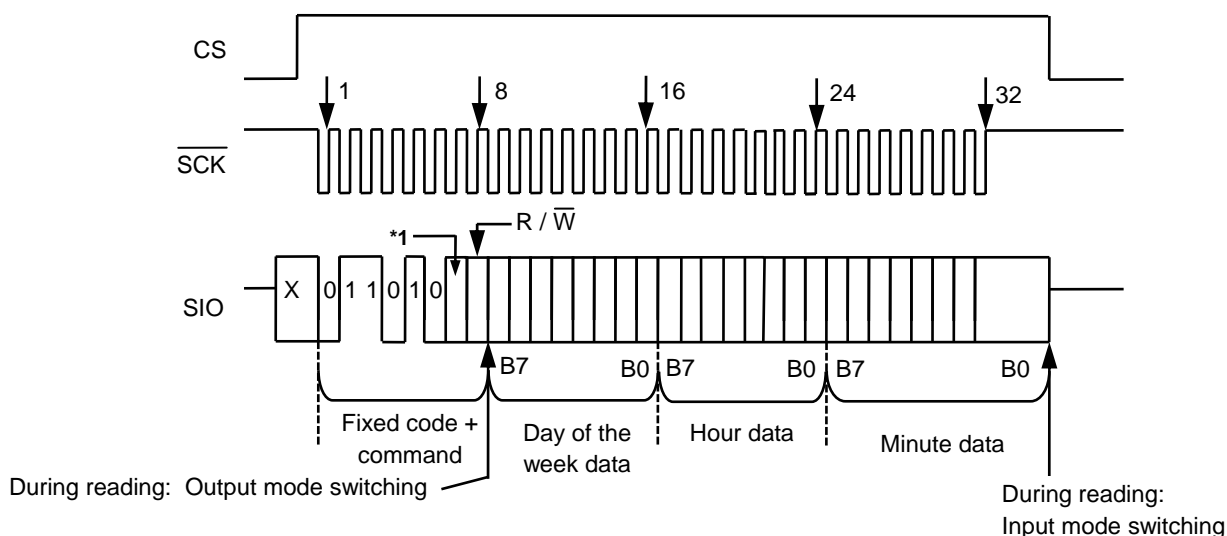 CS
1 8 16 24 32
SCK
*1 R / W
X 0 1 1 0 1 0
SIO
B7 B0 B7 B0 B7 B0
Fixed code +
command
Day of the
week data
Hour data
Minute data
During reading: Output mode switching
During reading:
Input mode switching